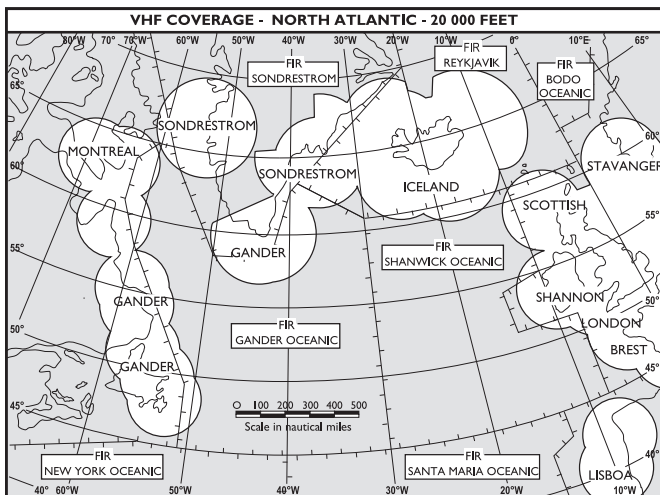 VHF COVERAGE - NORTH ATLANTIC - 20 000 FEET
80°W 70°W 70°W 60°W 50°W 40°W 30°W 20°W 10°W 0° 10°E 65°
FIR
SONDRESTROM
FIR
REYKJAVIK
FIR
BODO
OCEANIC
65°
SONDRESTROM
60°
MONTREAL
60°
SONDRESTROM
STAVANGER
ICELAND
SCOTTISH
55°
55°
GANDER
FIR
SHANWICK OCEANIC
GANDER
SHANNON
50°
50°
FIR
GANDER OCEANIC
LONDON
BREST
GANDER
45°
45°
0 100 200 300 400 500
Scale in nautical miles
FIR
NEW YORK OCEANIC
FIR
SANTA MARIA OCEANIC
40°
LISBOA
60°W 50°W 40°W 30°W 20°W 10°W